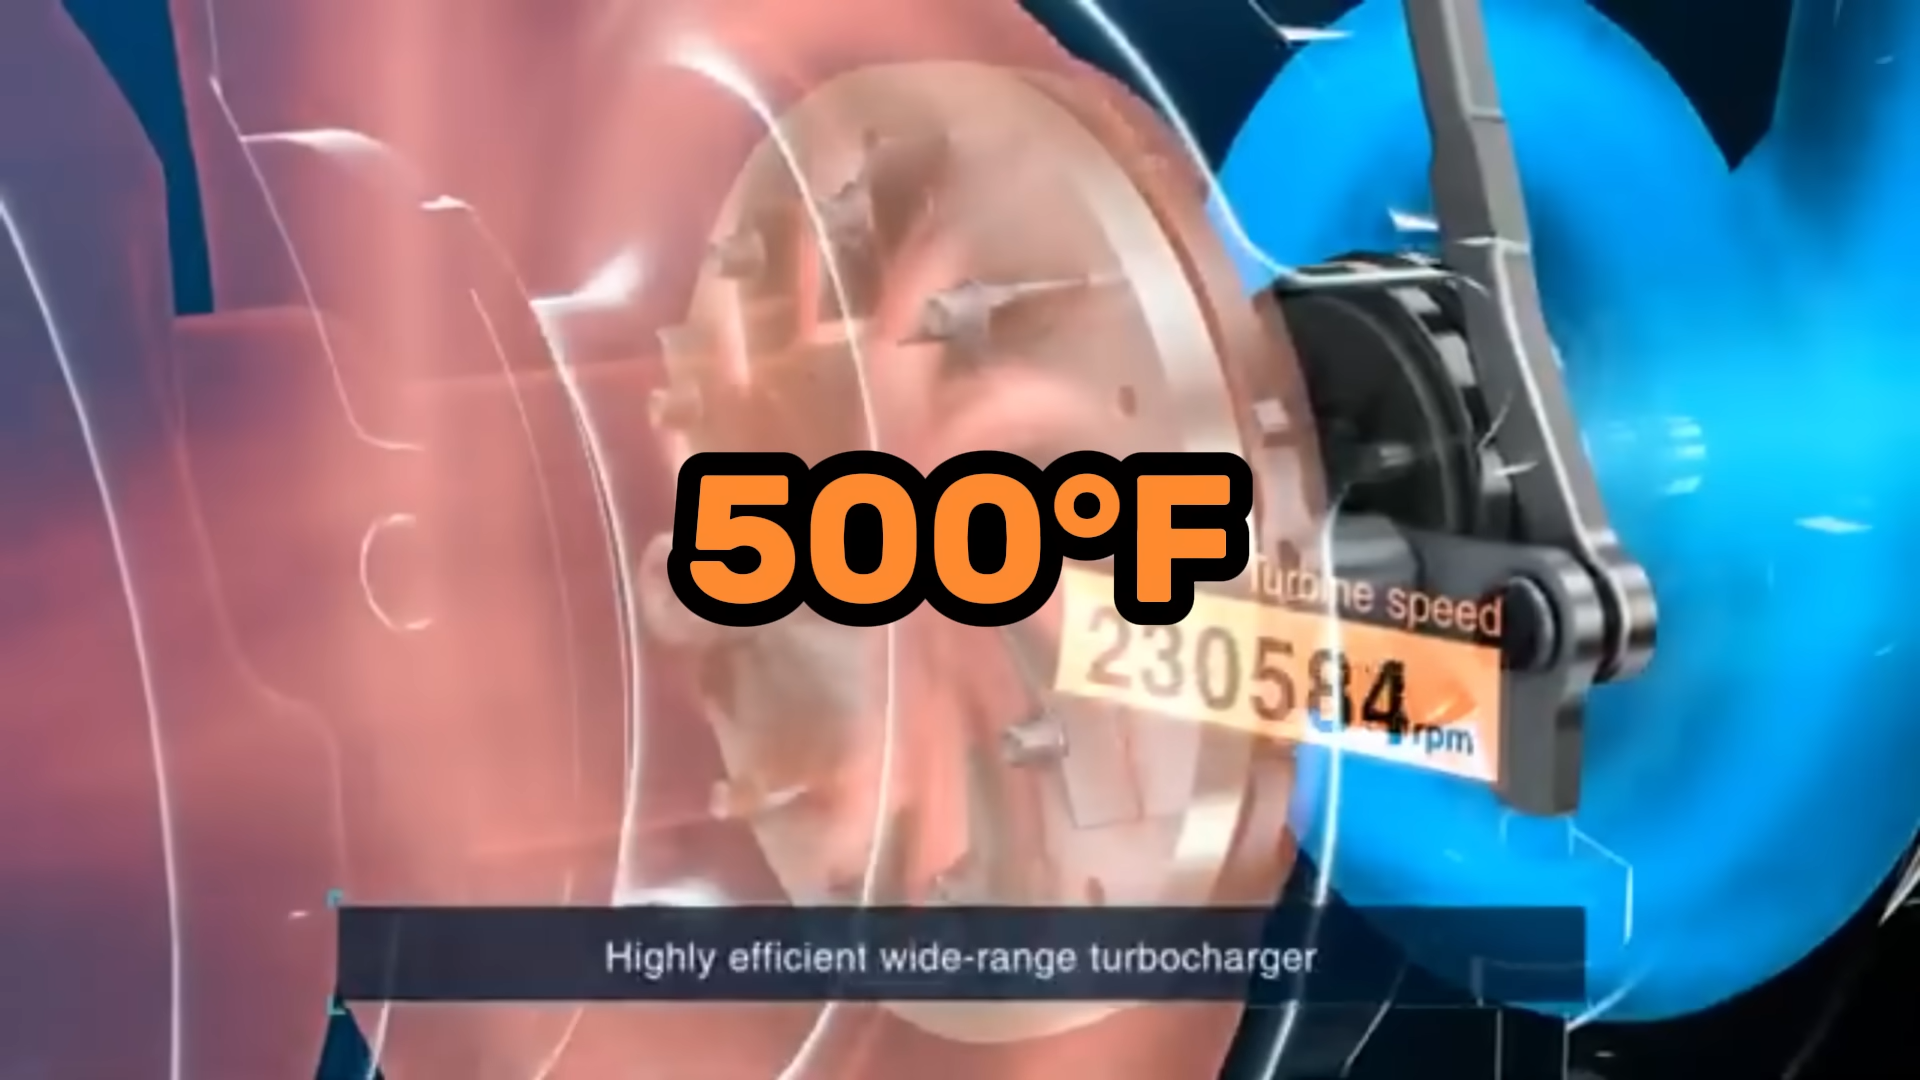 500°F
Turbine speed
230584
rpm
Highly efficient wide-range turbocharger